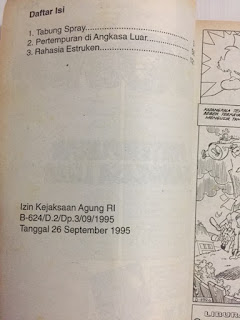 Daftar Isi
1. Tabung Spray
2. Pertempuran di Angkasa Luar
3. Rahasia Estruken
Izin Kejaksaan Agung RI
B-624/D.2/Dp.3/09/1995
Tanggal 26 September 1995
LIBURA